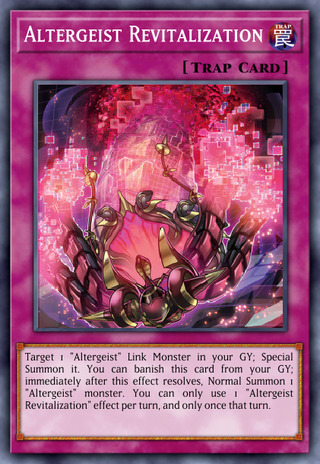 ALTERGEIST REVITALIZATION
TRAP
罠
[TRAP CARD]
Target 1 "Altergeist" Link Monster in your GY; Special
Summon it. You can banish this card from your GY;
immediately after this effect resolves, Normal Summon 1
"Altergeist" monster. You can only use 1 "Altergeist
Revitalization" effect per turn, and only once that turn.